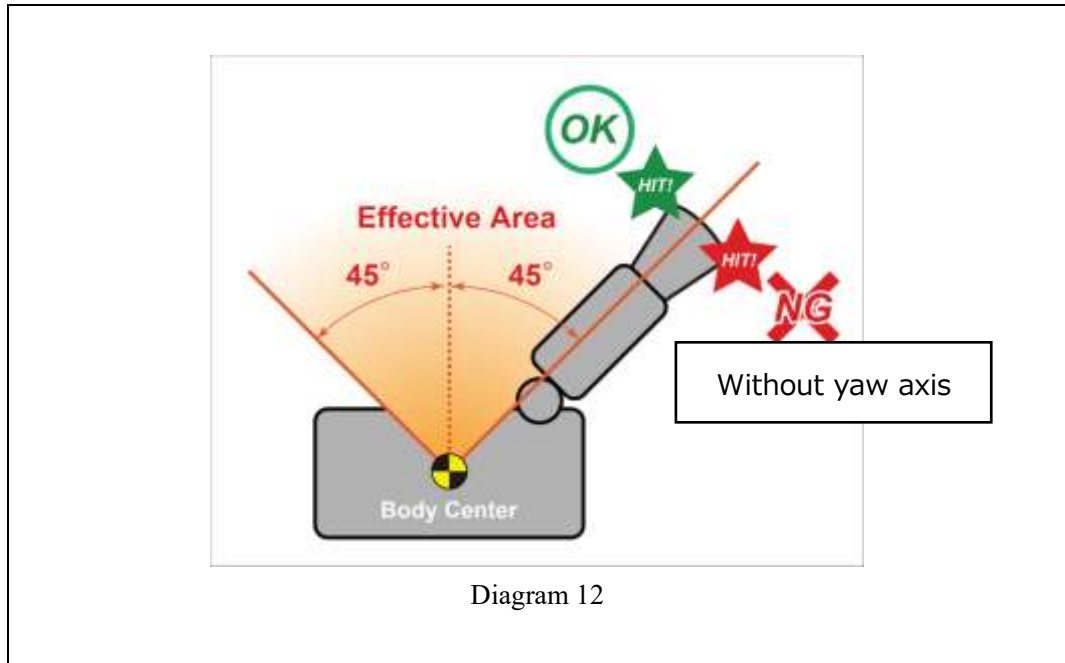 OK
HIT!
Effective Area
45° 45°
HIT!
NG
Without yaw axis
Body Center
Diagram 12